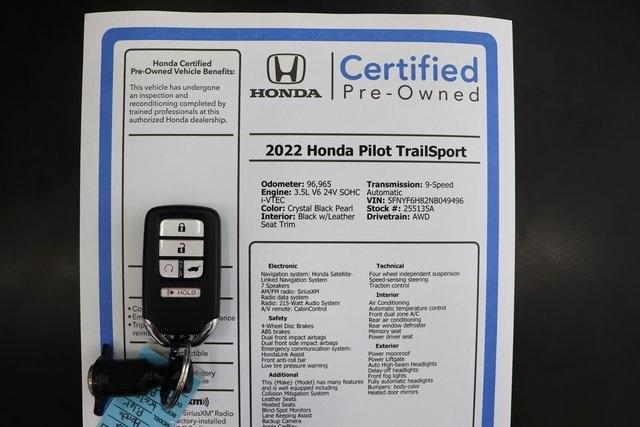 Honda Certified
Pre-Owned Vehicle Benefits:
This vehicle has undergone
an inspection and
reconditioning completed by
trained professionals at this
authorized Honda dealership.
HONDA
Certified
Pre-Owned
2022 Honda Pilot TrailSport
Odometer: 96,965
Engine: 3.5L V6 24V SOHC
i-VTEC
Color: Crystal Black Pearl
Interior: Black w/Leather
Seat Trim
Transmission: 9-Speed
Automatic
VIN: 5FNYF6H82NB049496
Stock #: 255135A
Drivetrain: AWD
Electronic
Navigation system: Honda Satellite-
Linked Navigation System
7 Speakers
AM/FM radio: SiriusXM
Radio data system
Radio: 215-Watt Audio System
A/V remote: CabinControl
Safety
4-Wheel Disc Brakes
ABS brakes
Dual front impact airbags
Dual front side impact airbags
Emergency communication system:
HondaLink Assist
Front anti-roll bar
Low tire pressure warning
Additional
This {Make} {Model} has many features
and is well equipped including
Collision Mitigation System
Leather Seats
Heated Seats
Blind-Spot Monitors
Lane Keeping Assist
Backup Camera
Technical
Four wheel independent suspension
Speed-sensing steering
Traction control
Interior
Air Conditioning
Automatic temperature control
Front dual zone A/C
Rear air conditioning
Rear window defroster
Memory seat
Power driver seat
Exterior
Power moonroof
Power Liftgate
Auto High-beam Headlights
Delay-off headlights
Front fog lights
Fully automatic headlights
Bumpers: body-color
Heated door mirrors
HOLD
SiriusXM® Radio